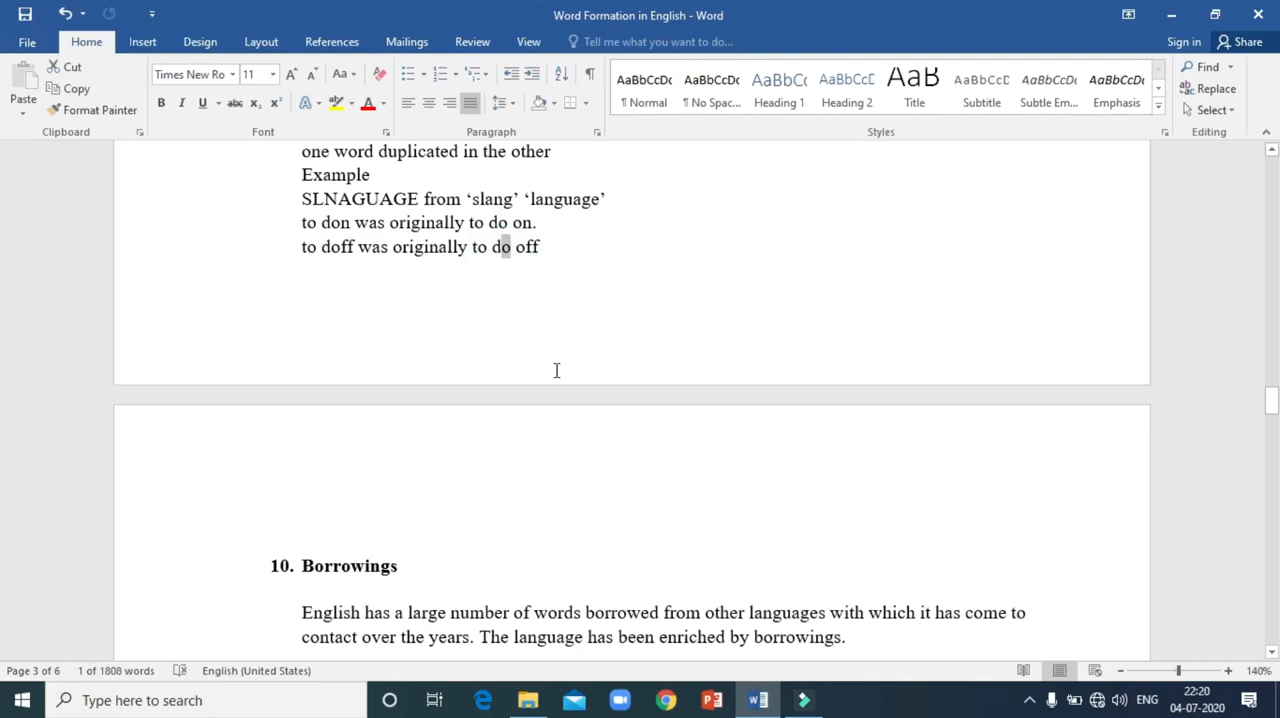 Word Formation in English - Word
File Home Insert Design Layout References Mailings Review View Tell me what you want to do... Sign in Share
Paste Cut Copy Format Painter
Clipboard
Times New Ro 11 Aa
B I U abc x₂ x² A A
Font
Paragraph
AaBbCcDc AaBbCcDc AaBbCc AaBbCcE AaB AaBbCcD AaBbCcDc AaBbCcDc
¶ Normal ¶ No Spac... Heading 1 Heading 2 Title Subtitle Subtle Em... Emphasis
Styles
Find Replace Select
Editing
one word duplicated in the other
Example
SLNAGUAGE from ‘slang’ ‘language’
to don was originally to do on.
to doff was originally to do off
10. Borrowings
English has a large number of words borrowed from other languages with which it has come to
contact over the years. The language has been enriched by borrowings.
Page 3 of 6 1 of 1808 words English (United States) 140%
Type here to search
ENG 22:20
04-07-2020